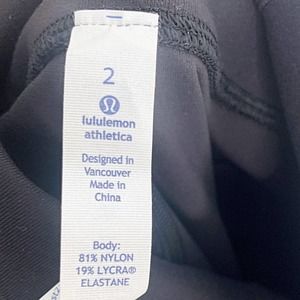 2
lululemon
athletica
Designed in
Vancouver
Made in
China
Body:
81% NYLON
19% LYCRA®
ELASTANE